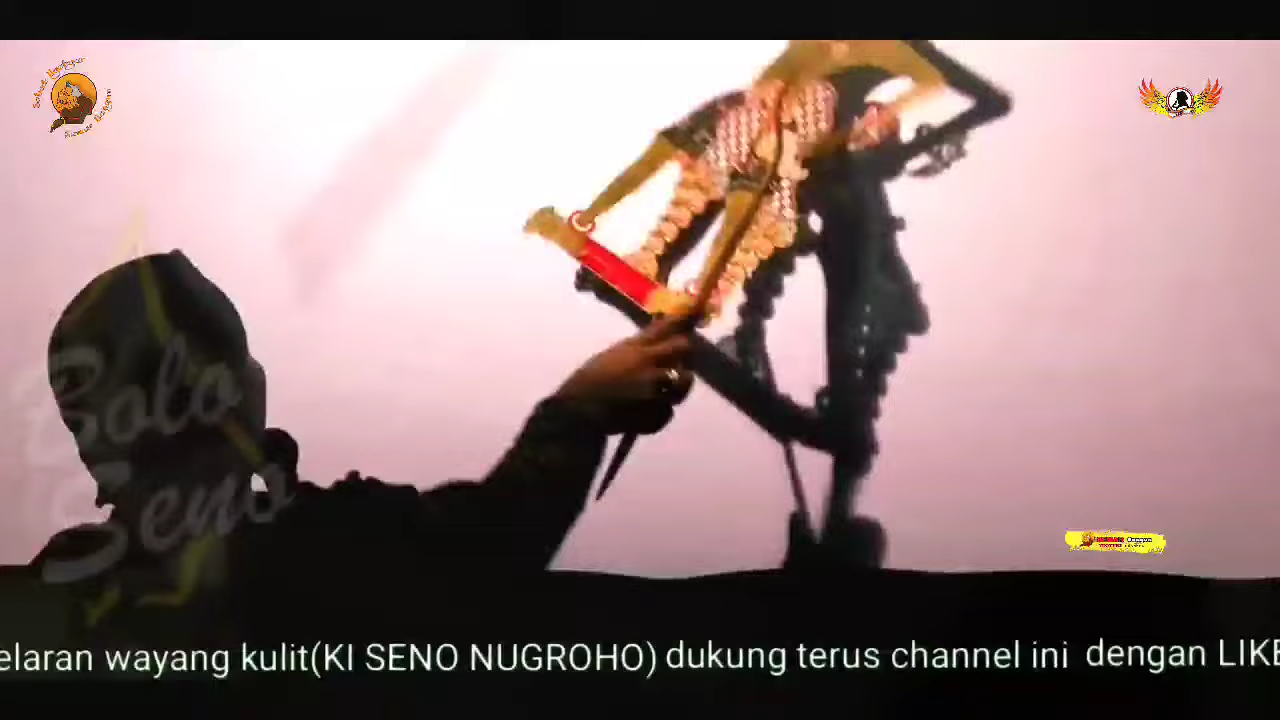 Bolo
Seno
elaran wayang kulit(KI SENO NUGROHO) dukung terus channel ini dengan LIKE